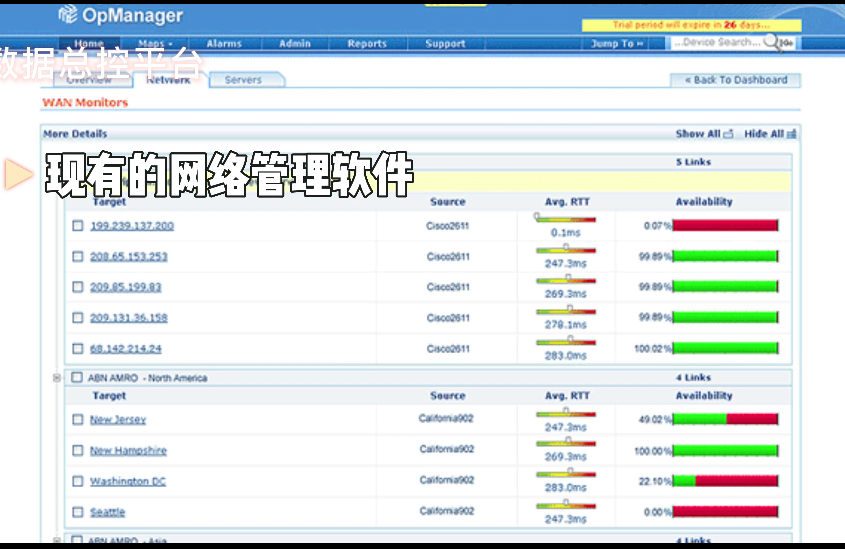 OpManager
Trial period will expire in 26 days...
Home Maps Alarms Admin Reports Support Jump To ...Device Search... Go
数据总控平台
Overview Network Servers « Back To Dashboard
WAN Monitors
More Details Show All Hide All
5 Links
现有的网络管理软件
Target Source Avg. RTT Availability
199.239.137.200 Cisco2611 0.1ms 0.07%
208.65.153.253 Cisco2611 247.3ms 99.89%
209.85.199.83 Cisco2611 269.3ms 99.89%
209.131.36.158 Cisco2611 278.1ms 99.89%
68.142.214.24 Cisco2611 283.0ms 100.02%
ABN AMRO - North America 4 Links
Target Source Avg. RTT Availability
New Jersey California902 247.3ms 49.02%
New Hampshire California902 269.3ms 100.00%
Washington DC California902 283.0ms 22.10%
Seattle California902 247.3ms 0.00%
ABN AMRO - Asia 4 Links